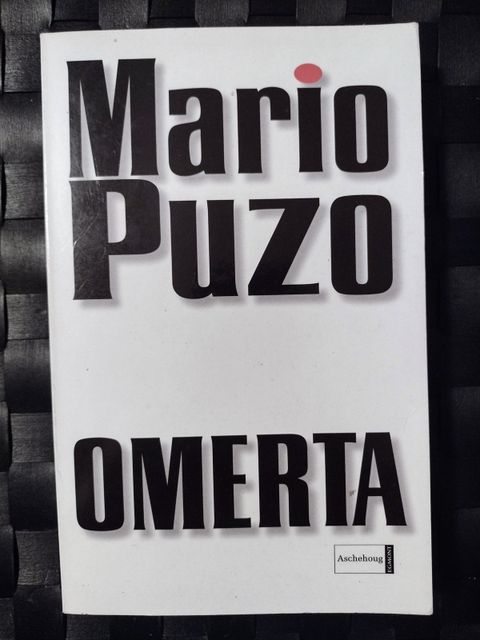 Mario
Puzo
OMERTA
Aschehoug
EGMONT